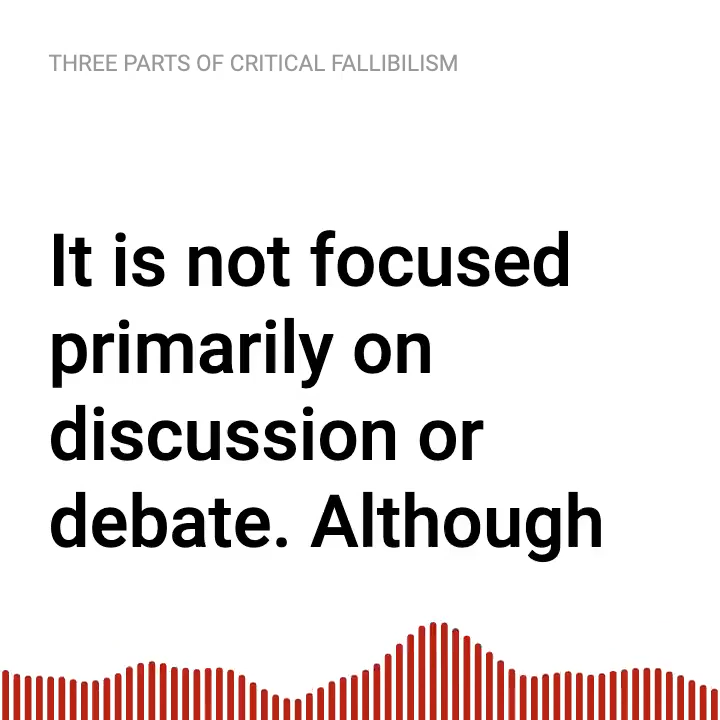 THREE PARTS OF CRITICAL FALLIBILISM
It is not focused
primarily on
discussion or
debate. Although